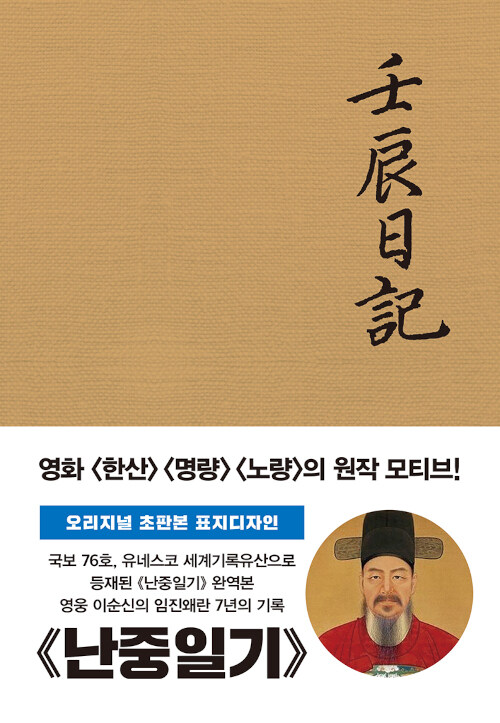 壬辰日記
영화 〈한산〉 〈명량〉 〈노량〉의 원작 모티브!
오리지널 초판본 표지디자인
국보 76호, 유네스코 세계기록유산으로
등재된 《난중일기》 완역본
영웅 이순신의 임진왜란 7년의 기록
《난중일기》